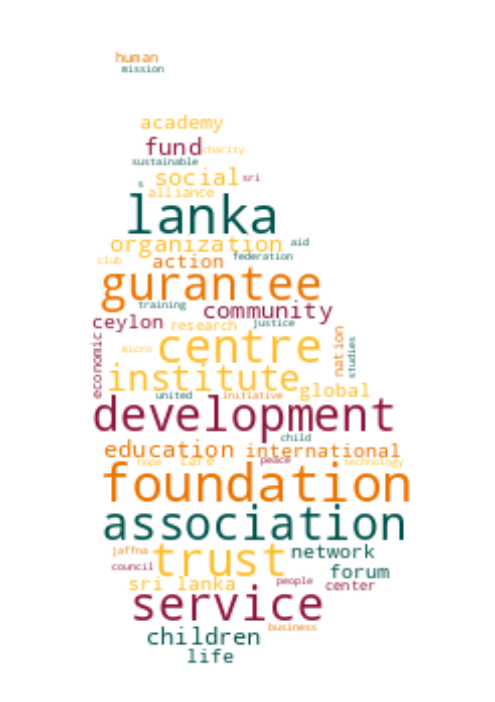 human
mission
academy
fund charity
sustainable
social sri
s
alliance
lanka
organization aid
club action federation
gurantee
training community
ceylon research justice
economic
micro centre nation studies
institute global
united initiative
development
child
education international
hope care peace technology
foundation
association
jaffna trust network
council forum
sri lanka people center
service
business
children
life